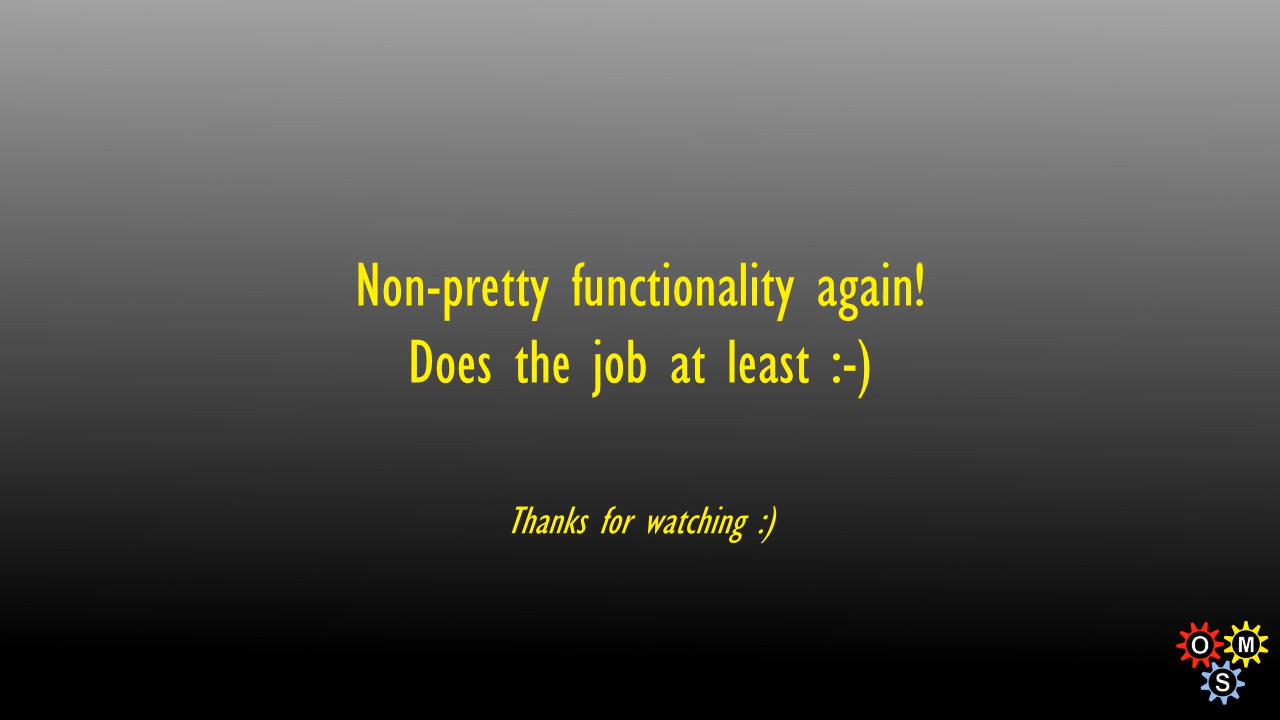 Non-pretty functionality again!
Does the job at least :-)
Thanks for watching :)
O M
S